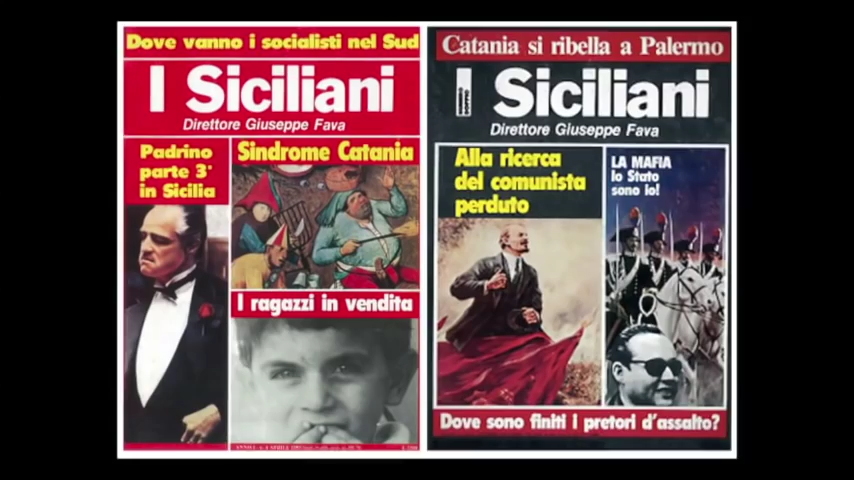 Dove vanno i socialisti nel Sud
I Siciliani
Direttore Giuseppe Fava
Padrino
parte 3ª
in Sicilia
Sindrome Catania
I ragazzi in vendita
Catania si ribella a Palermo
NUMERO DOPPIO
I Siciliani
Direttore Giuseppe Fava
Alla ricerca
del comunista
perduto
LA MAFIA
lo Stato
sono Io!
Dove sono finiti i pretori d'assalto?